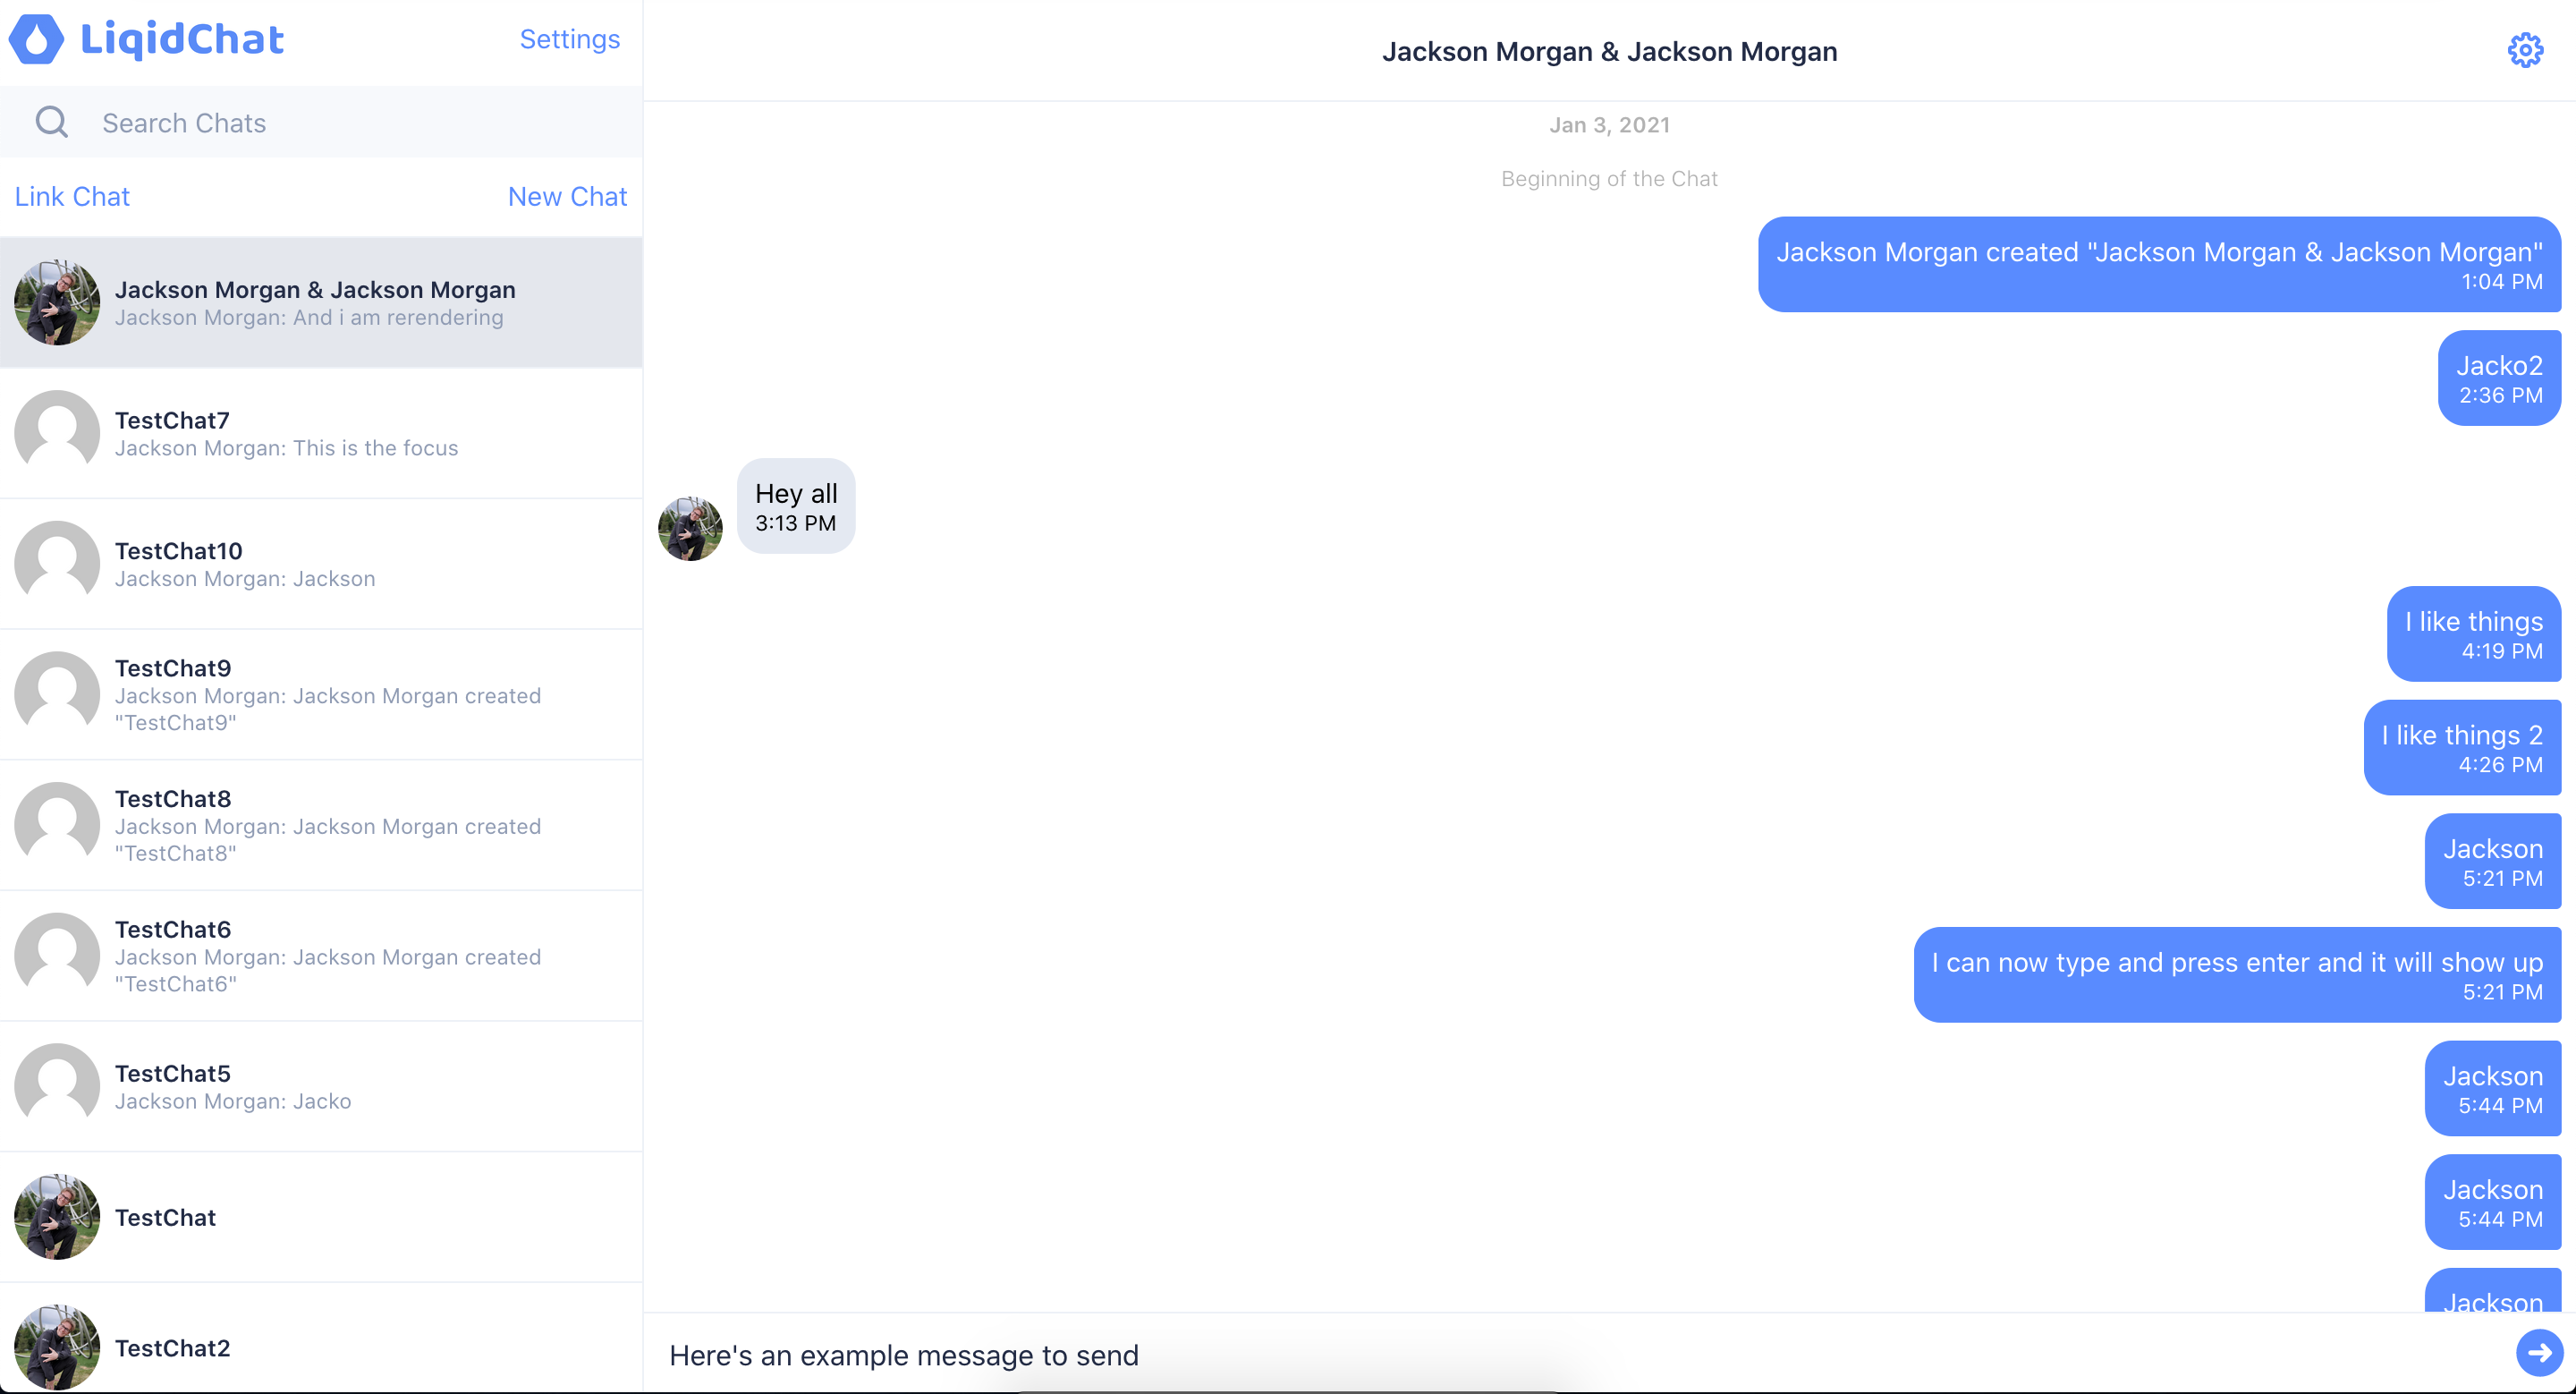 LiqidChat
Settings
Search Chats
Link Chat
New Chat
Jackson Morgan & Jackson Morgan
Jackson Morgan: And i am rerendering
TestChat7
Jackson Morgan: This is the focus
TestChat10
Jackson Morgan: Jackson
TestChat9
Jackson Morgan: Jackson Morgan created
"TestChat9"
TestChat8
Jackson Morgan: Jackson Morgan created
"TestChat8"
TestChat6
Jackson Morgan: Jackson Morgan created
"TestChat6"
TestChat5
Jackson Morgan: Jacko
TestChat
TestChat2
Jackson Morgan & Jackson Morgan
Jan 3, 2021
Beginning of the Chat
Jackson Morgan created "Jackson Morgan & Jackson Morgan"
1:04 PM
Jacko2
2:36 PM
Hey all
3:13 PM
I like things
4:19 PM
I like things 2
4:26 PM
Jackson
5:21 PM
I can now type and press enter and it will show up
5:21 PM
Jackson
5:44 PM
Jackson
5:44 PM
Jackson
Here's an example message to send